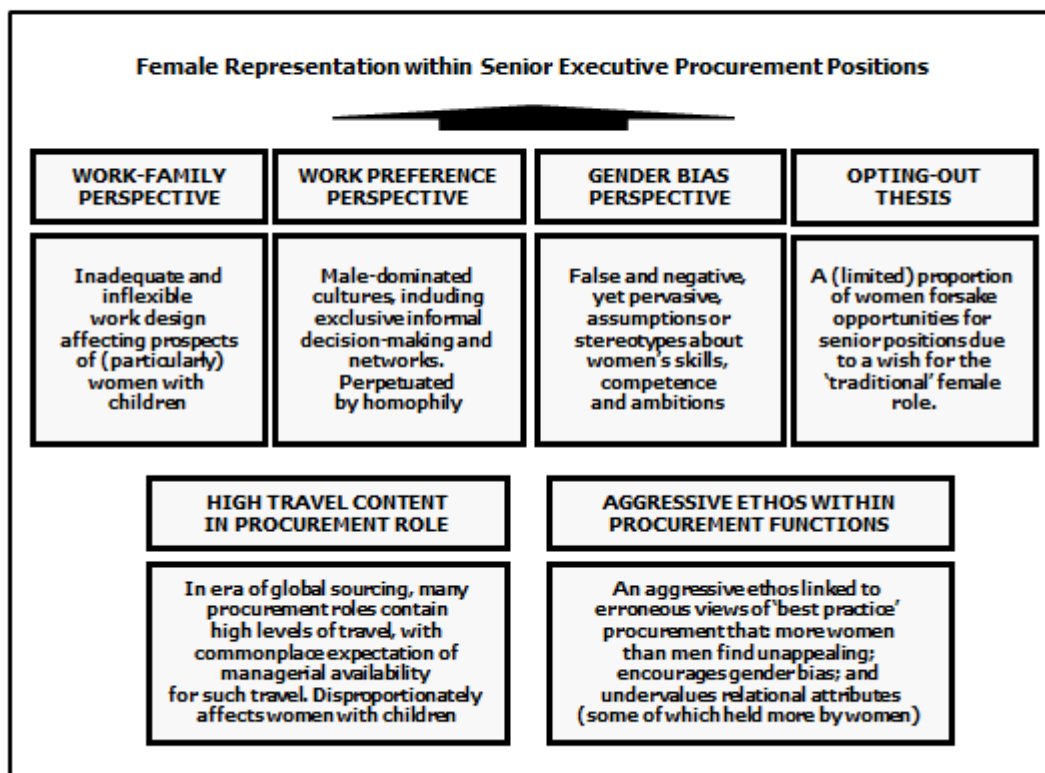 Female Representation within Senior Executive Procurement Positions
WORK-FAMILY
PERSPECTIVE
WORK PREFERENCE
PERSPECTIVE
GENDER BIAS
PERSPECTIVE
OPTING-OUT
THESIS
Inadequate and
inflexible
work design
affecting prospects
of (particularly)
women with
children
Male-dominated
cultures, including
exclusive informal
decision-making and
networks.
Perpetuated
by homophily
False and negative,
yet pervasive,
assumptions or
stereotypes about
women's skills,
competence
and ambitions
A (limited) proportion
of women forsake
opportunities for
senior positions due
to a wish for the
'traditional' female
role.
HIGH TRAVEL CONTENT
IN PROCUREMENT ROLE
AGGRESSIVE ETHOS WITHIN
PROCUREMENT FUNCTIONS
In era of global sourcing, many
procurement roles contain
high levels of travel, with
commonplace expectation of
managerial availability
for such travel. Disproportionately
affects women with children
An aggressive ethos linked to
erroneous views of 'best practice'
procurement that: more women
than men find unappealing;
encourages gender bias; and
undervalues relational attributes
(some of which held more by women)